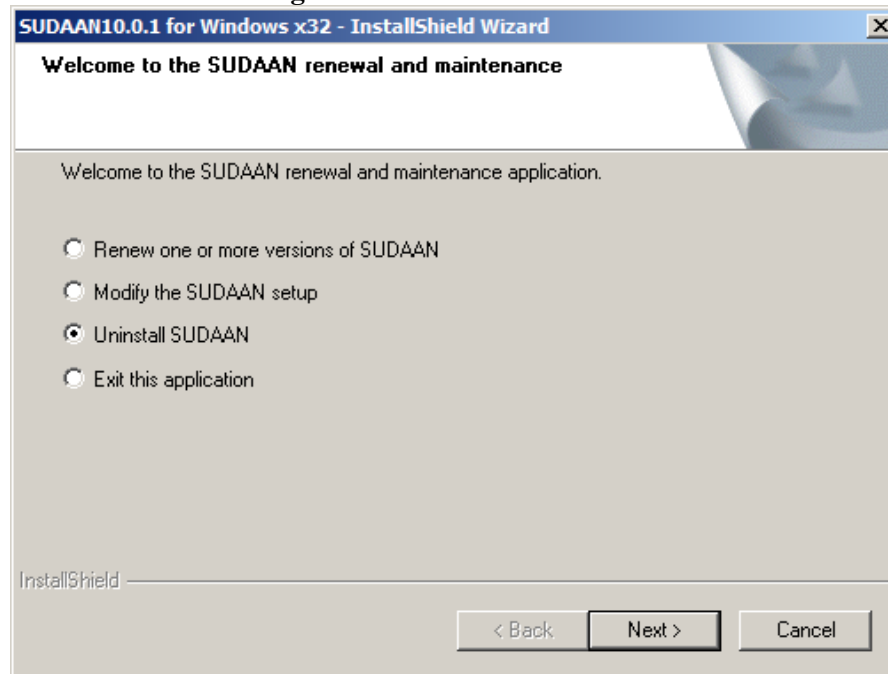 SUDAAN10.0.1 for Windows x32 - InstallShield Wizard
Welcome to the SUDAAN renewal and maintenance
Welcome to the SUDAAN renewal and maintenance application.
Renew one or more versions of SUDAAN
Modify the SUDAAN setup
Uninstall SUDAAN
Exit this application
InstallShield
< Back
Next >
Cancel